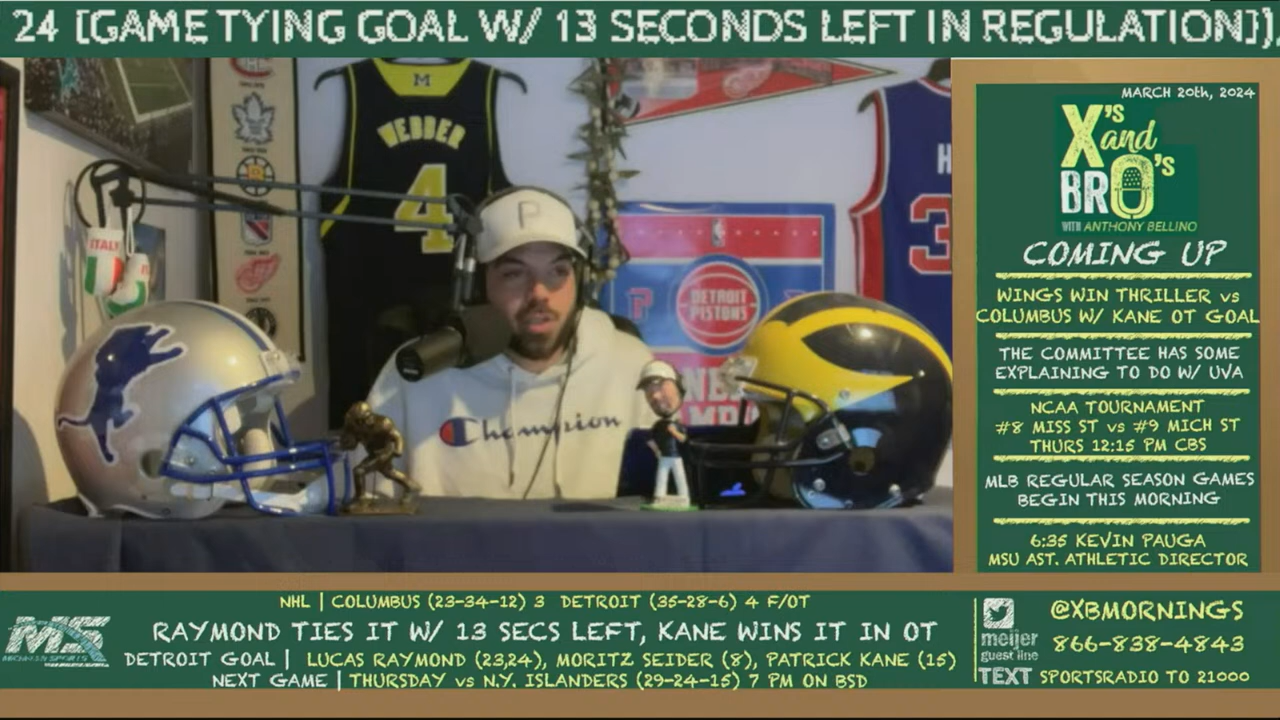 24 [GAME TYING GOAL W/ 13 SECONDS LEFT IN REGULATION]),
MARCH 20th, 2024
X's
and
BRO's
WITH ANTHONY BELLINO
COMING UP
WINGS WIN THRILLER vs
COLUMBUS W/ KANE OT GOAL
THE COMMITTEE HAS SOME
EXPLAINING TO DO W/ UVA
NCAA TOURNAMENT
#8 MISS ST vs #9 MICH ST
THURS 12:15 PM CBS
MLB REGULAR SEASON GAMES
BEGIN THIS MORNING
6:35 KEVIN PAUGA
MSU AST. ATHLETIC DIRECTOR
M
WEBBER
4
H
3
ITALY
P
DETROIT
PISTONS
Champion
NHL | COLUMBUS (23-34-12) 3 DETROIT (35-28-6) 4 F/OT
RAYMOND TIES IT W/ 13 SECS LEFT, KANE WINS IT IN OT
DETROIT GOAL | LUCAS RAYMOND (23,24), MORITZ SEIDER (8), PATRICK KANE (15)
NEXT GAME | THURSDAY vs N.Y. ISLANDERS (29-24-15) 7 PM ON BSD
MS
MICHIGAN SPORTS
@XBMORNINGS
meijer
guest line
866-838-4843
TEXT SPORTSRADIO TO 21000